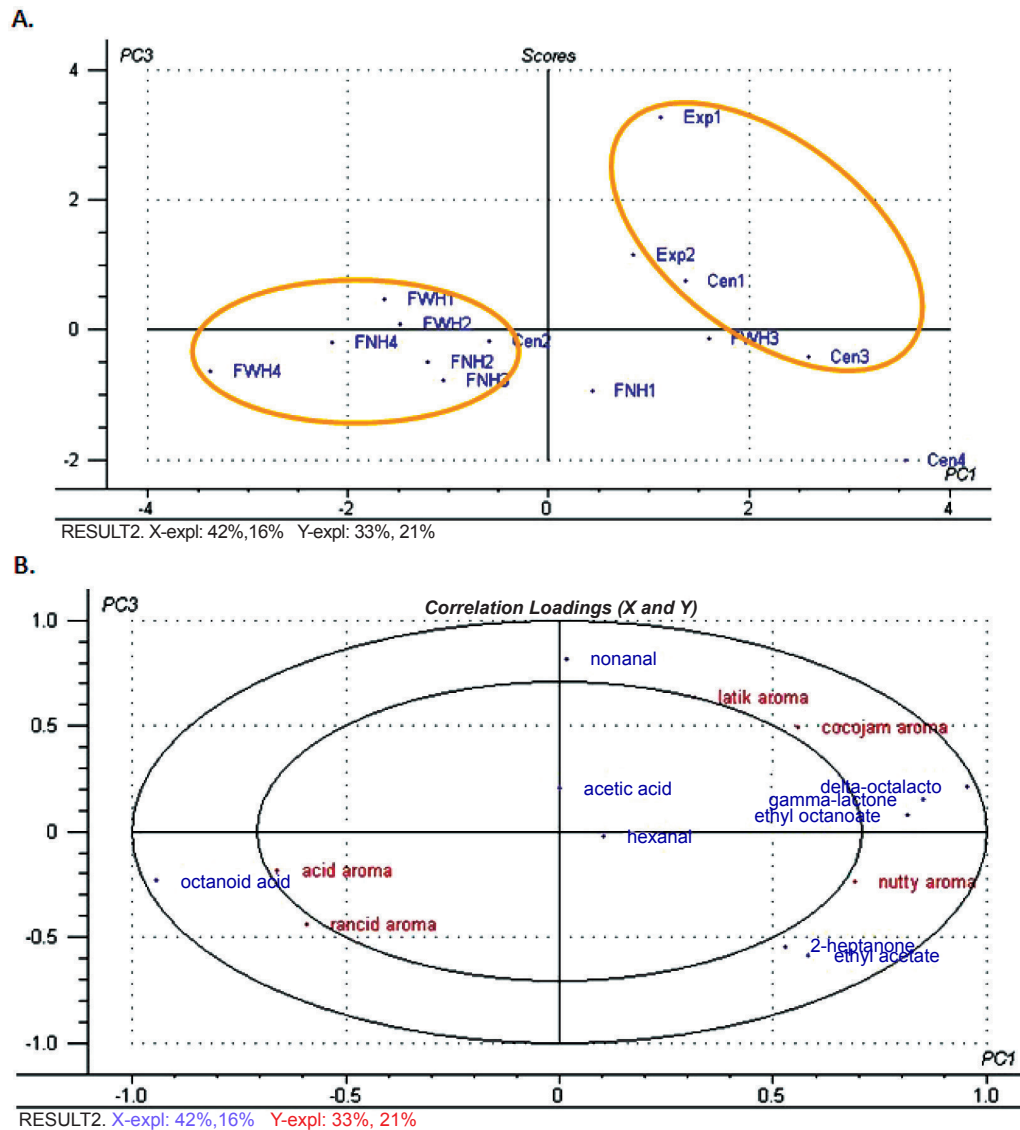 A.
PC3
Scores
4
2
0
-2
Exp1
Exp2
Cen1
FWH1
FWH2
FNH4
Cen2
FWH3
FWH4
FNH2
FNH3
Cen3
FNH1
Cen4
PC1
-4
-2
0
2
4
RESULT2. X-expl: 42%,16% Y-expl: 33%, 21%
B.
PC3
Correlation Loadings (X and Y)
1.0
0.5
0
-0.5
-1.0
nonanal
latik aroma
cocojam aroma
acetic acid
delta-octalacto
gamma-lactone
ethyl octanoate
hexanal
acid aroma
octanoid acid
nutty aroma
rancid aroma
2-heptanone
ethyl acetate
PC1
-1.0
-0.5
0
0.5
1.0
RESULT2. X-expl: 42%,16% Y-expl: 33%, 21%